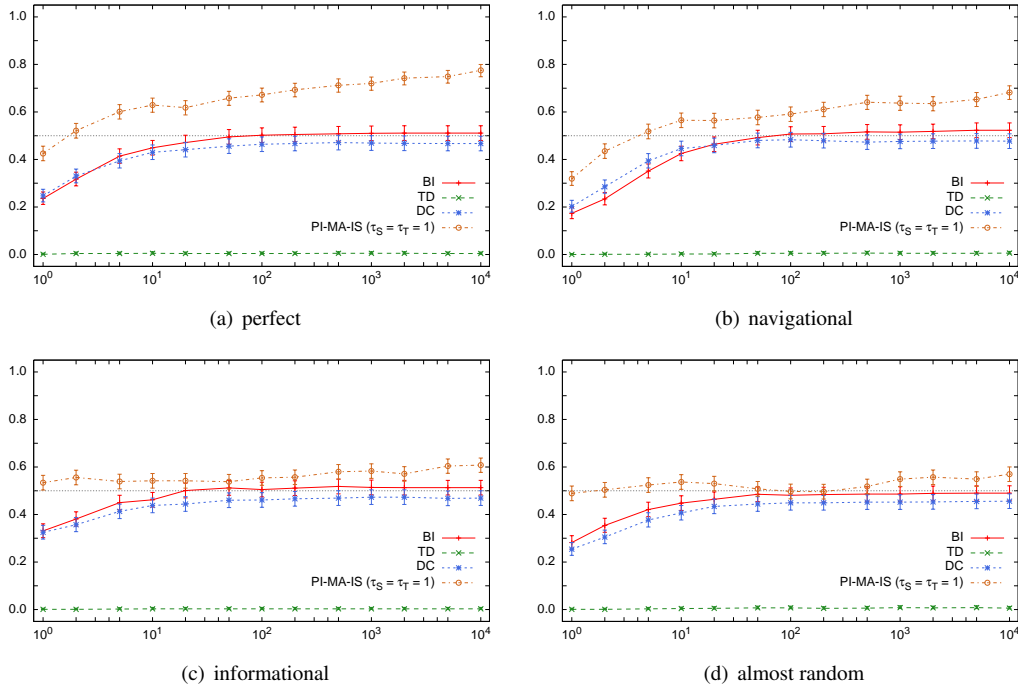 1.0
0.8
0.6
0.4
0.2
0.0
BI
TD
DC
PI-MA-IS (τS = τT = 1)
10^0 10^1 10^2 10^3 10^4
(a) perfect
1.0
0.8
0.6
0.4
0.2
0.0
BI
TD
DC
PI-MA-IS (τS = τT = 1)
10^0 10^1 10^2 10^3 10^4
(b) navigational
1.0
0.8
0.6
0.4
0.2
0.0
BI
TD
DC
PI-MA-IS (τS = τT = 1)
10^0 10^1 10^2 10^3 10^4
(c) informational
1.0
0.8
0.6
0.4
0.2
0.0
BI
TD
DC
PI-MA-IS (τS = τT = 1)
10^0 10^1 10^2 10^3 10^4
(d) almost random